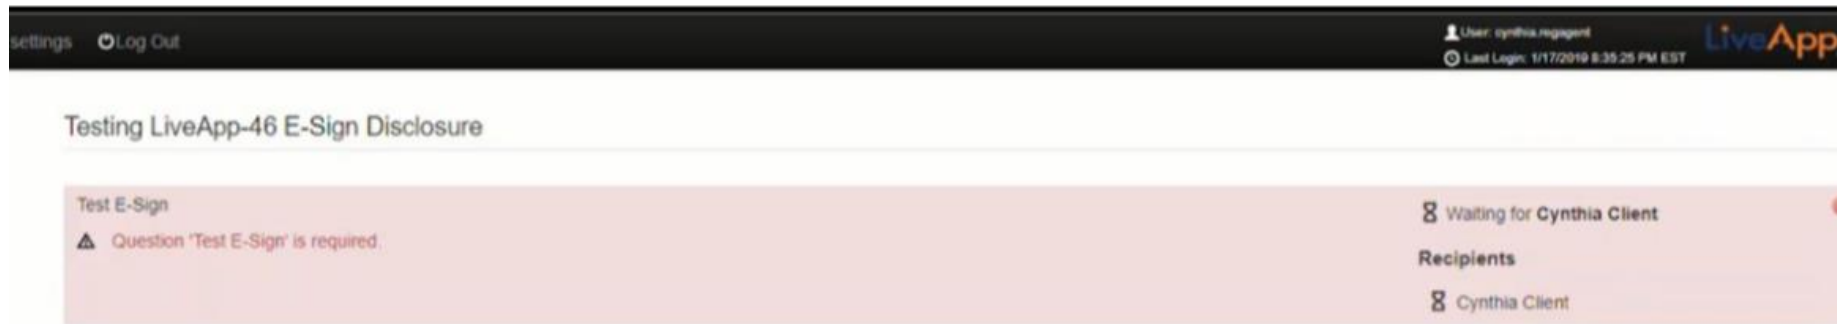 settings Log Out
User: cynthia.regagent
Last Login: 1/17/2019 8:35:25 PM EST
LiveApp
Testing LiveApp-46 E-Sign Disclosure
Test E-Sign
Question 'Test E-Sign' is required.
Waiting for Cynthia Client
Recipients
Cynthia Client